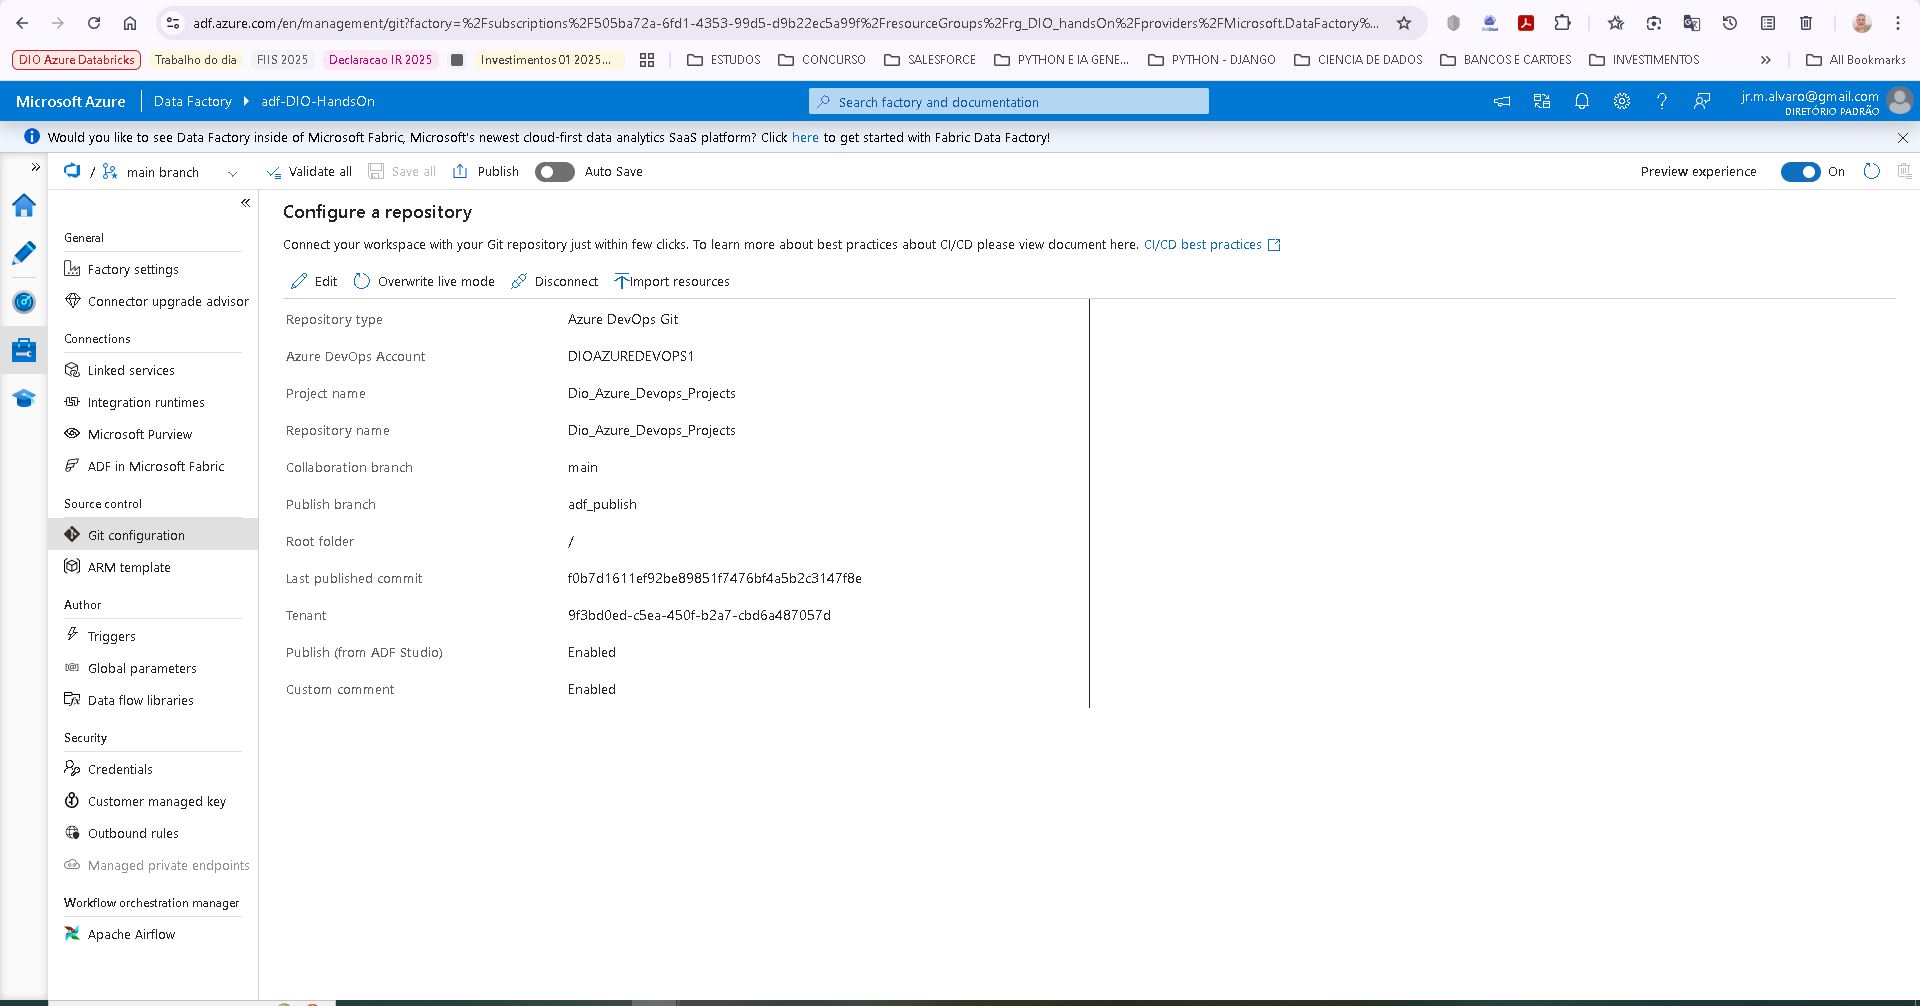 adf.azure.com/en/management/git?factory=%2Fsubscriptions%2F505ba72a-6fd1-4353-99d5-d9b22ec5a99f%2FresourceGroups%2Frg_DIO_handsOn%2Fproviders%2FMicrosoft.DataFactory%...
DIO Azure Databricks Trabalho do dia FIIS 2025 Declaracao IR 2025 Investimentos 01 2025... ESTUDOS CONCURSO SALESFORCE PYTHON E IA GENE... PYTHON - DJANGO CIENCIA DE DADOS BANCOS E CARTOES INVESTIMENTOS » All Bookmarks
Microsoft Azure Data Factory adf-DIO-HandsOn Search factory and documentation jr.m.alvaro@gmail.com
DIRETÓRIO PADRÃO
Would you like to see Data Factory inside of Microsoft Fabric, Microsoft's newest cloud-first data analytics SaaS platform? Click here to get started with Fabric Data Factory!
/ main branch Validate all Save all Publish Auto Save Preview experience On
General
Factory settings
Connector upgrade advisor
Connections
Linked services
Integration runtimes
Microsoft Purview
ADF in Microsoft Fabric
Source control
Git configuration
ARM template
Author
Triggers
Global parameters
Data flow libraries
Security
Credentials
Customer managed key
Outbound rules
Managed private endpoints
Workflow orchestration manager
Apache Airflow
Configure a repository
Connect your workspace with your Git repository just within few clicks. To learn more about best practices about CI/CD please view document here. CI/CD best practices
Edit Overwrite live mode Disconnect Import resources
Repository type Azure DevOps Git
Azure DevOps Account DIOAZUREDEVOPS1
Project name Dio_Azure_Devops_Projects
Repository name Dio_Azure_Devops_Projects
Collaboration branch main
Publish branch adf_publish
Root folder /
Last published commit f0b7d1611ef92be89851f7476bf4a5b2c3147f8e
Tenant 9f3bd0ed-c5ea-450f-b2a7-cbd6a487057d
Publish (from ADF Studio) Enabled
Custom comment Enabled